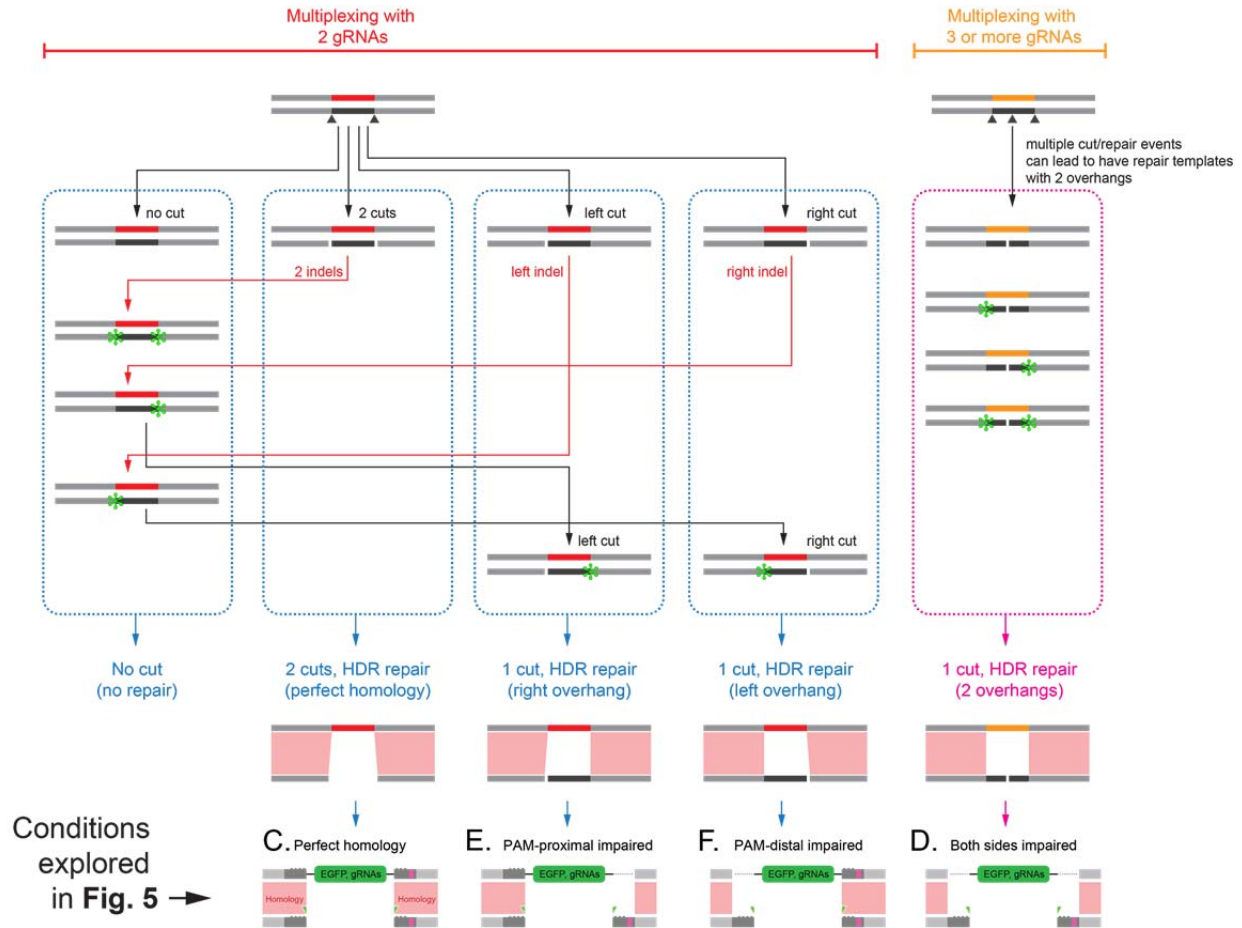 Multiplexing with
2 gRNAs
Multiplexing with
3 or more gRNAs
multiple cut/repair events
can lead to have repair templates
with 2 overhangs
no cut
2 cuts
left cut
right cut
2 indels
left indel
right indel
left cut
right cut
No cut
(no repair)
2 cuts, HDR repair
(perfect homology)
1 cut, HDR repair
(right overhang)
1 cut, HDR repair
(left overhang)
1 cut, HDR repair
(2 overhangs)
Conditions
explored
in Fig. 5
C. Perfect homology
E. PAM-proximal impaired
F. PAM-distal impaired
D. Both sides impaired
EGFP, gRNAs
EGFP, gRNAs
EGFP, gRNAs
EGFP, gRNAs
Homology
Homology